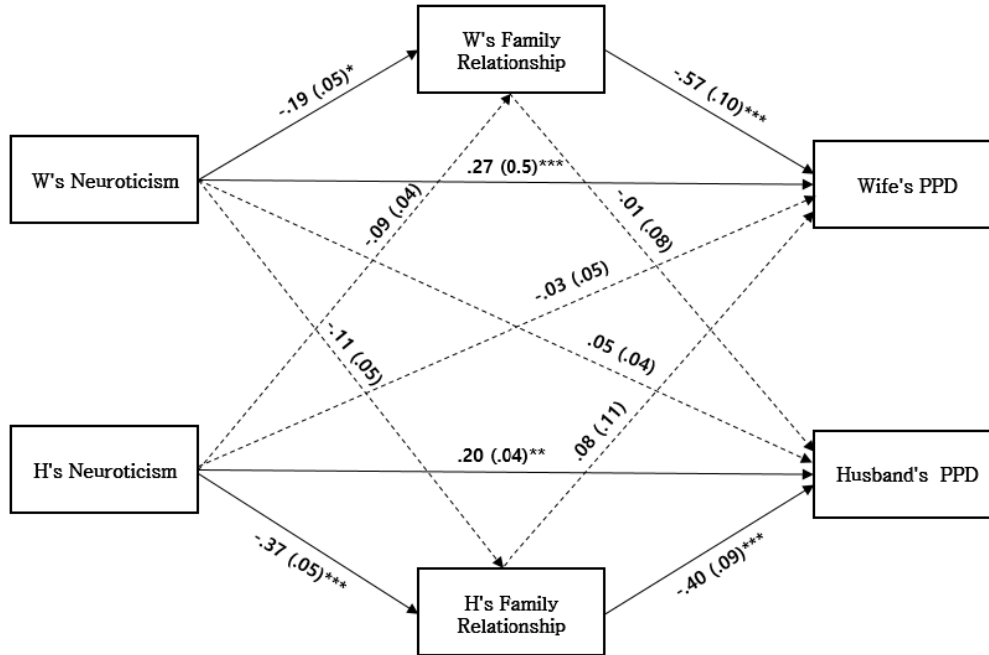 W's Family
Relationship
-.19 (.05)*
-.57 (.10)***
W's Neuroticism
.27 (0.5)***
Wife's PPD
-.09 (.04)
-.01 (.08)
-.03 (.05)
-.11 (.05)
.05 (.04)
.08 (.11)
H's Neuroticism
.20 (.04)**
Husband's PPD
-.37 (.05)***
-.40 (.09)***
H's Family
Relationship